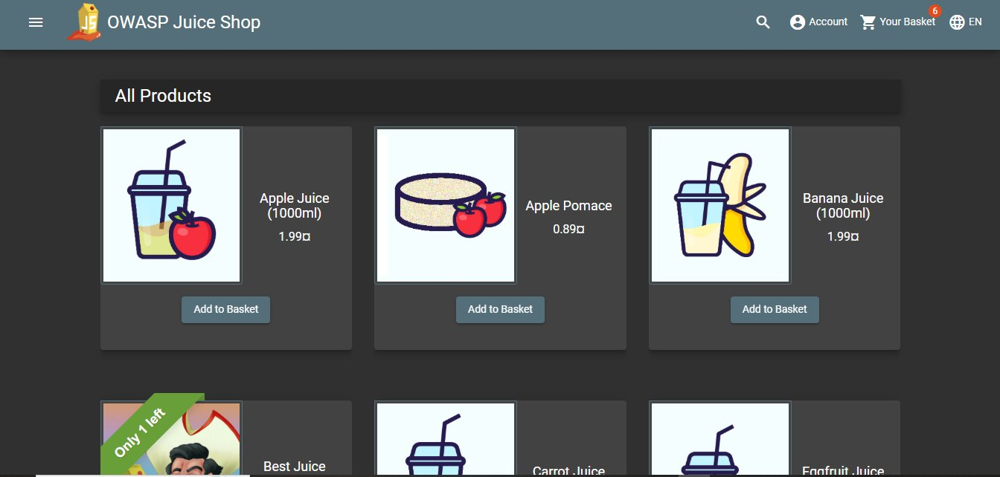 JS
OWASP Juice Shop
Account
Your Basket
6
EN
All Products
Apple Juice
(1000ml)
1.99¤
Add to Basket
Apple Pomace
0.89¤
Add to Basket
Banana Juice
(1000ml)
1.99¤
Add to Basket
Only 1 left
Best Juice
Carrot Juice
Eggfruit Juice